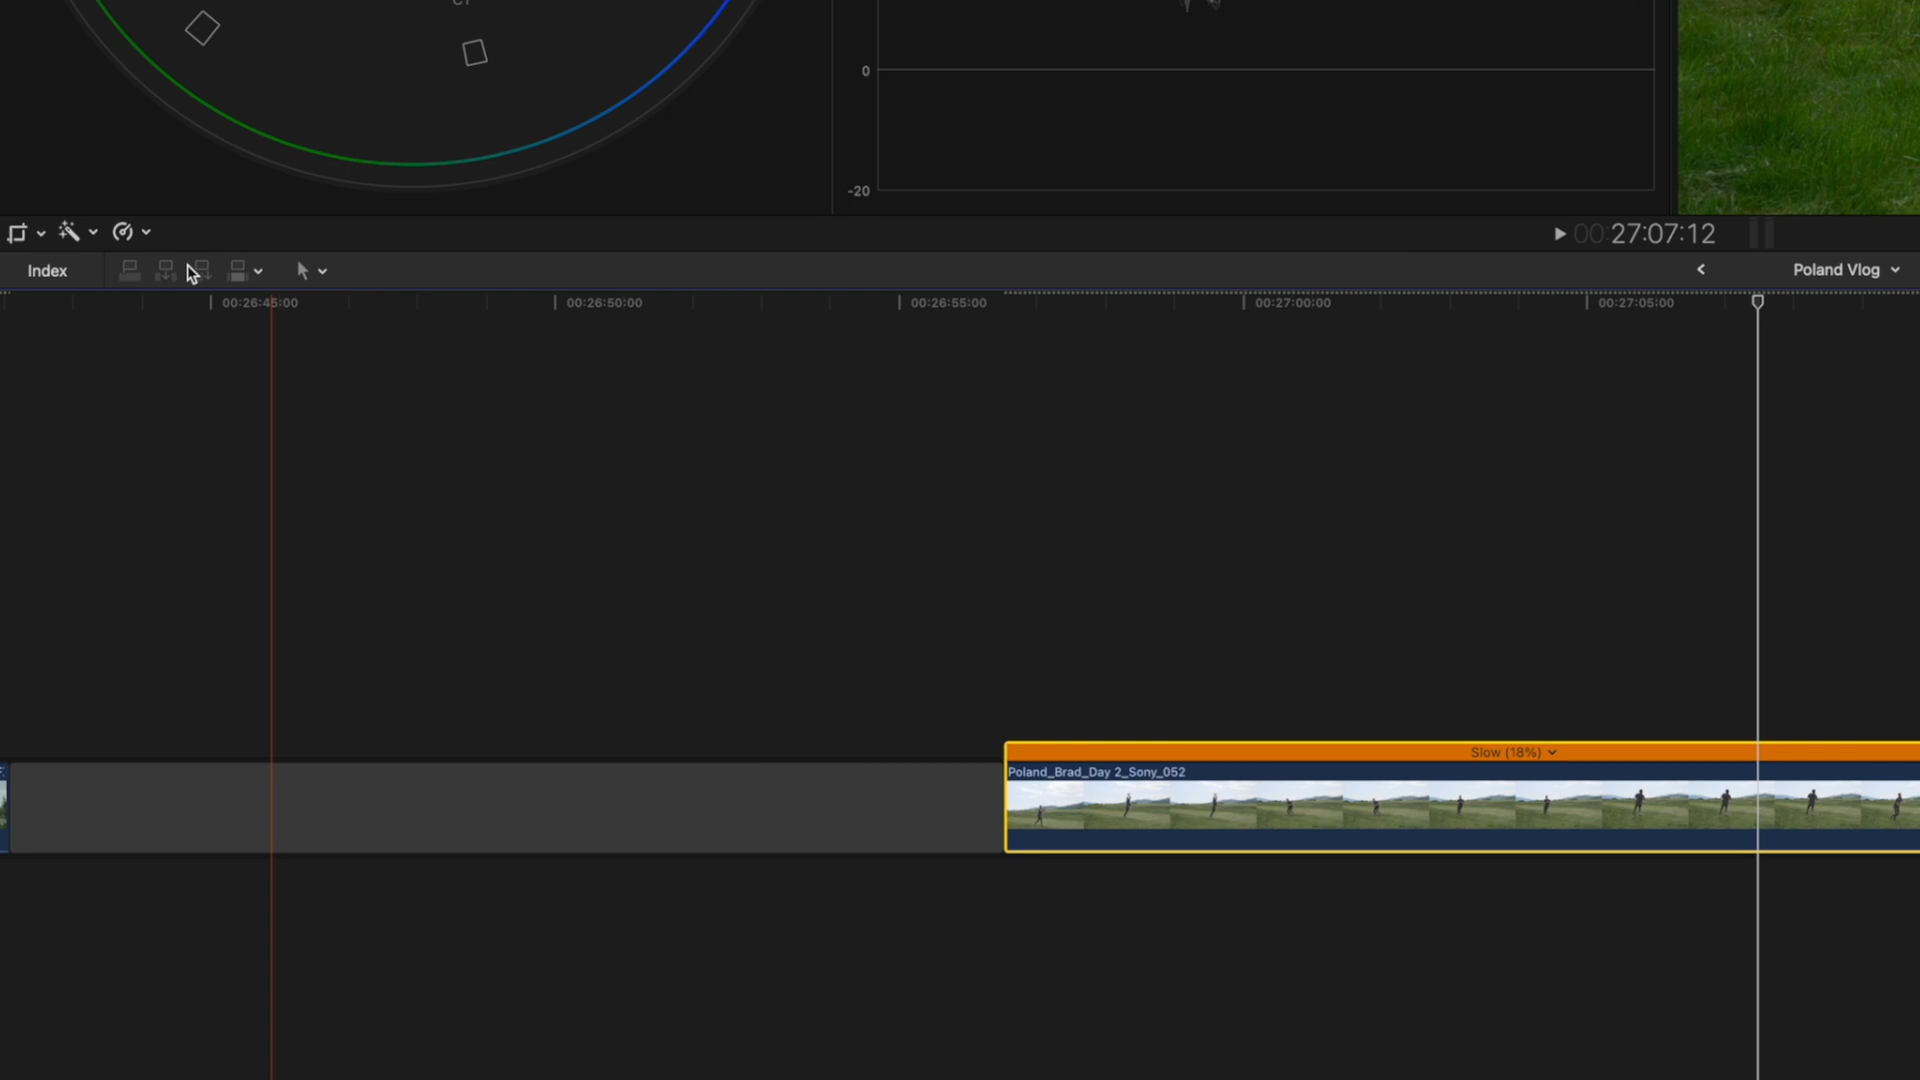 0
-20
00:27:07:12
Index
Poland Vlog
00:26:45:00
00:26:50:00
00:26:55:00
00:27:00:00
00:27:05:00
Slow (18%)
Poland_Brad_Day 2_Sony_052